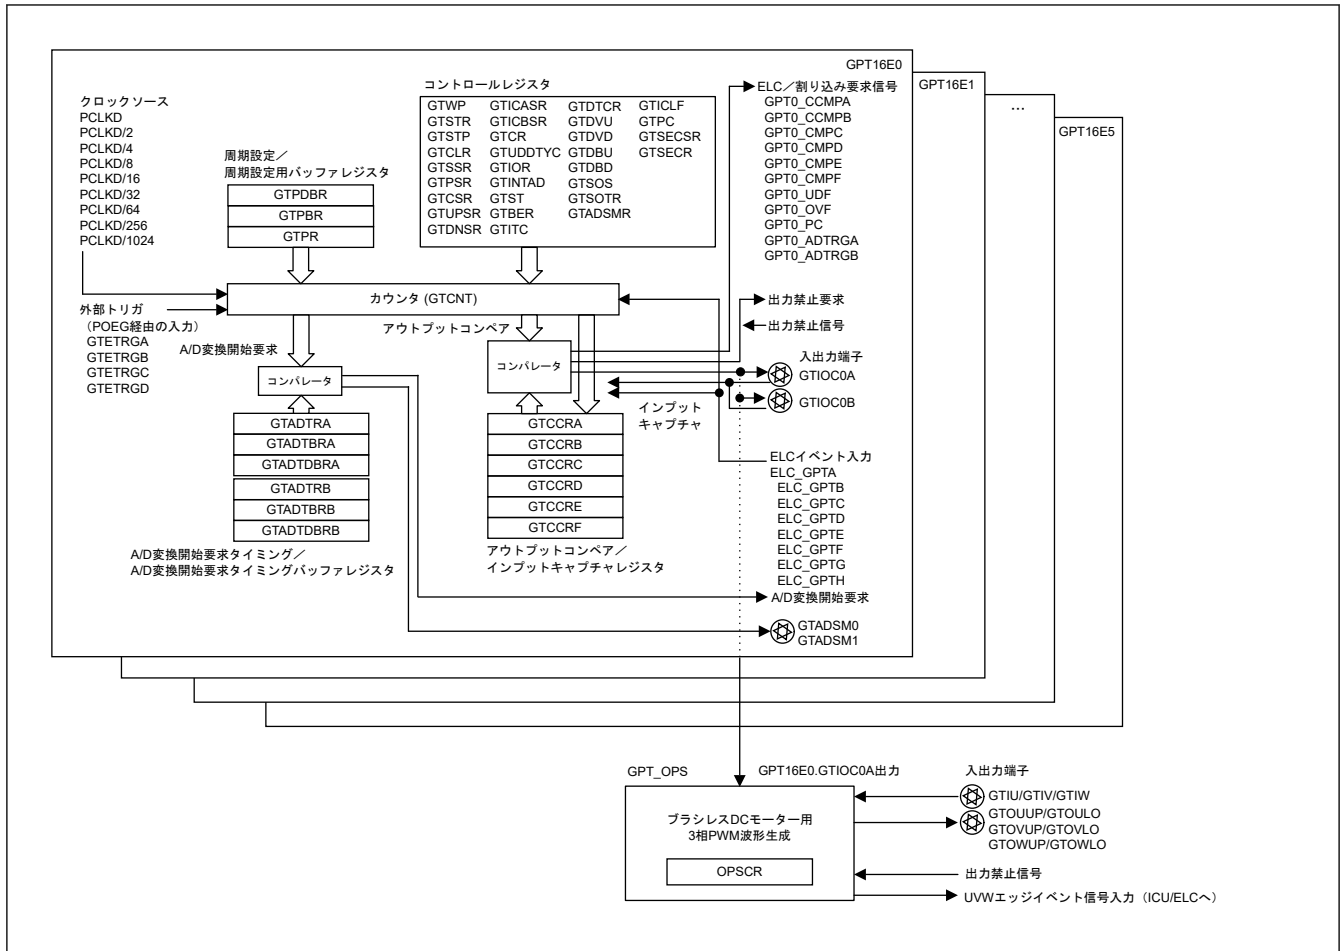 GPT16E0
GPT16E1
…
GPT16E5
クロックソース
PCLKD
PCLKD/2
PCLKD/4
PCLKD/8
PCLKD/16
PCLKD/32
PCLKD/64
PCLKD/256
PCLKD/1024
周期設定／
周期設定用バッファレジスタ
GTPDBR
GTPBR
GTPR
コントロールレジスタ
GTWP GTICASR GTDTCR GTICLF
GTSTR GTICBSR GTDVU GTPC
GTSTP GTCR GTDVD GTSECSR
GTCLR GTUDDTYC GTDBU GTSECR
GTSSR GTIOR GTDBD
GTPSR GTINTAD GTSOS
GTCSR GTST GTSOTR
GTUPSR GTBER GTADSMR
GTDNSR GTITC
ELC／割り込み要求信号
GPT0_CCMPA
GPT0_CCMPB
GPT0_CMPC
GPT0_CMPD
GPT0_CMPE
GPT0_CMPF
GPT0_UDF
GPT0_OVF
GPT0_PC
GPT0_ADTRGA
GPT0_ADTRGB
カウンタ (GTCNT)
外部トリガ
（POEG経由の入力）
GTETRGA
GTETRGB
GTETRGC
GTETRGD
A/D変換開始要求
アウトプットコンペア
コンパレータ
コンパレータ
出力禁止要求
出力禁止信号
入出力端子
GTIOC0A
GTIOC0B
インプット
キャプチャ
GTADTRA
GTADTBRA
GTADTDBRA
GTADTRB
GTADTBRB
GTADTDBRB
A/D変換開始要求タイミング／
A/D変換開始要求タイミングバッファレジスタ
GTCCRA
GTCCRB
GTCCRC
GTCCRD
GTCCRE
GTCCRF
アウトプットコンペア／
インプットキャプチャレジスタ
ELCイベント入力
ELC_GPTA
ELC_GPTB
ELC_GPTC
ELC_GPTD
ELC_GPTE
ELC_GPTF
ELC_GPTG
ELC_GPTH
A/D変換開始要求
GTADSM0
GTADSM1
GPT_OPS
GPT16E0.GTIOC0A出力
入出力端子
ブラシレスDCモーター用
3相PWM波形生成
OPSCR
GTIU/GTIV/GTIW
GTOUUP/GTOULO
GTOVUP/GTOVLO
GTOWUP/GTOWLO
出力禁止信号
UVWエッジイベント信号入力（ICU/ELCへ）